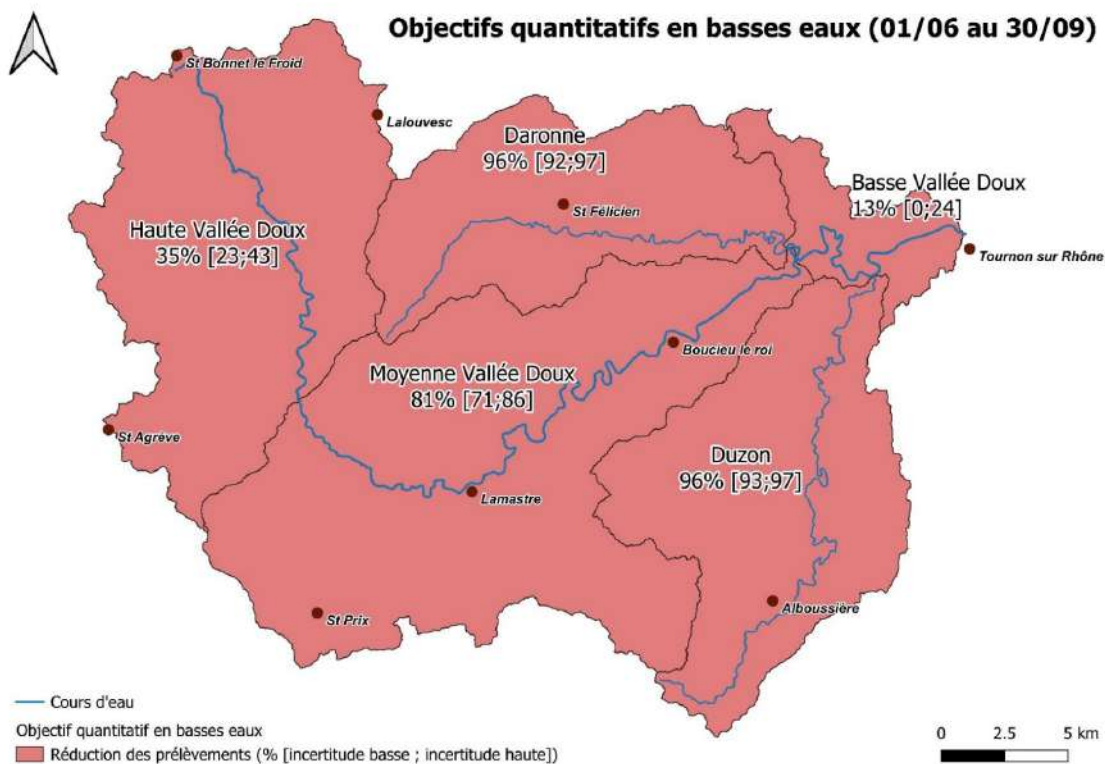 Objectifs quantitatifs en basses eaux (01/06 au 30/09)
St Bonnet le Froid
Lalouvesc
Daronne
96% [92;97]
Basse Vallée Doux
13% [0;24]
St Félicien
Haute Vallée Doux
35% [23;43]
Tournon sur Rhône
Boucieu le roi
Moyenne Vallée Doux
81% [71;86]
St Agrève
Duzon
96% [93;97]
Lamastre
Alboussière
St Prix
Cours d'eau
Objectif quantitatif en basses eaux
Réduction des prélèvements (% [incertitude basse ; incertitude haute])
0 2.5 5 km